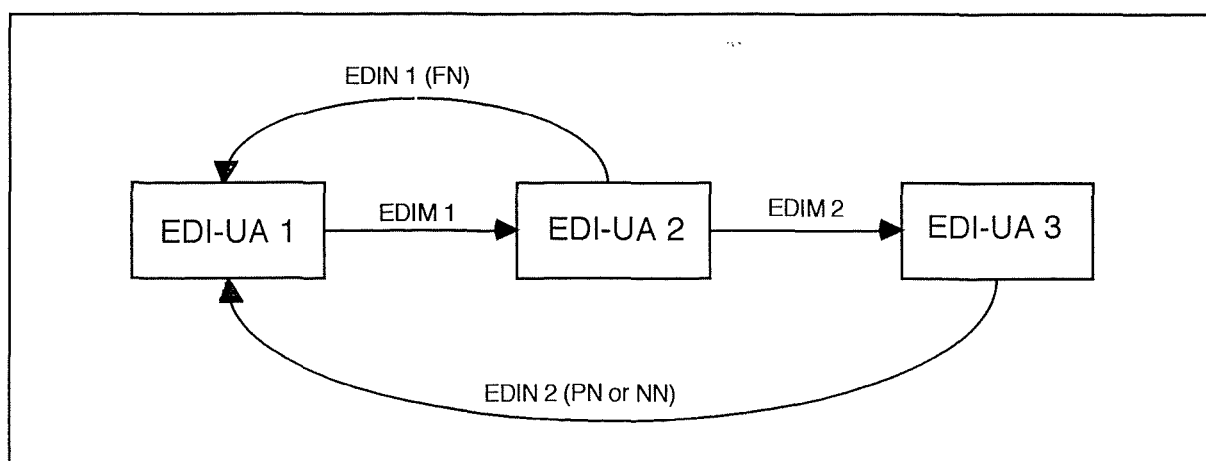 EDIN 1 (FN)
EDI-UA 1
EDIM 1
EDI-UA 2
EDIM 2
EDI-UA 3
EDIN 2 (PN or NN)